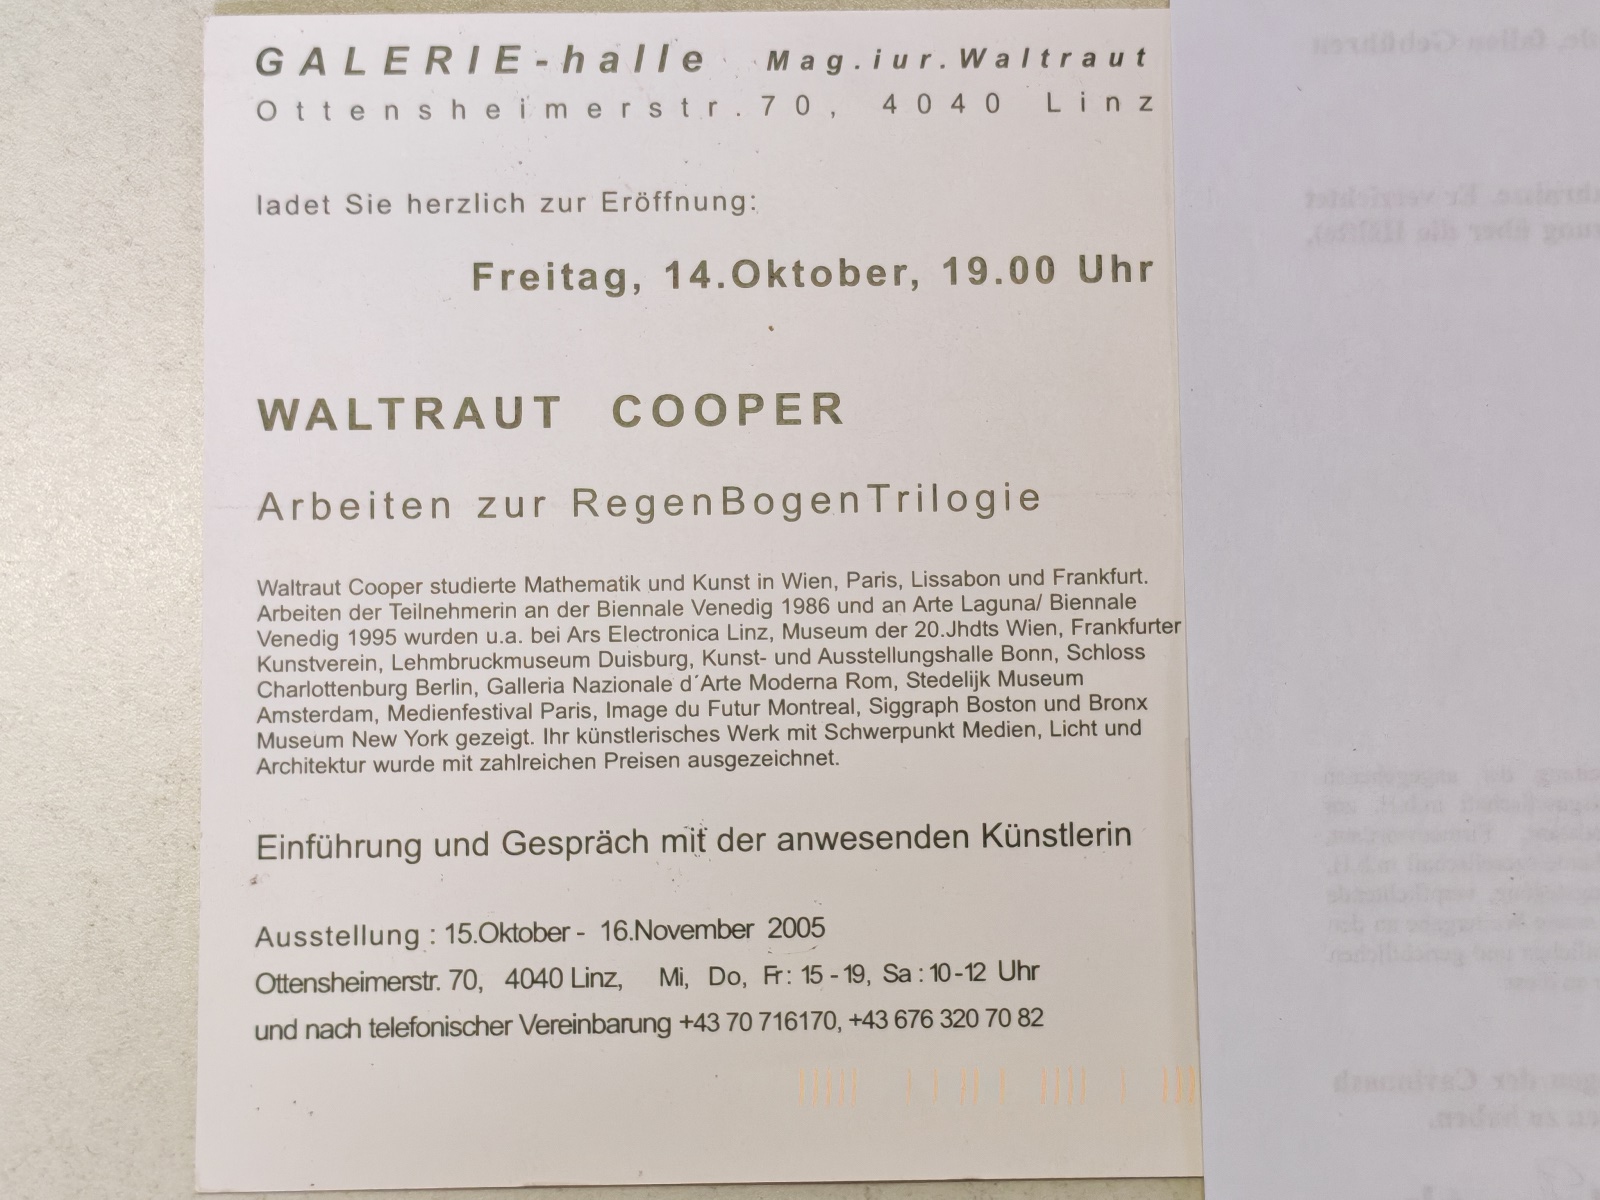 GALERIE-halle Mag.iur.Waltraut
Ottensheimerstr.70, 4040 Linz
ladet Sie herzlich zur Eröffnung:
Freitag, 14.Oktober, 19.00 Uhr
WALTRAUT COOPER
Arbeiten zur RegenBogenTrilogie
Waltraut Cooper studierte Mathematik und Kunst in Wien, Paris, Lissabon und Frankfurt.
Arbeiten der Teilnehmerin an der Biennale Venedig 1986 und an Arte Laguna/ Biennale
Venedig 1995 wurden u.a. bei Ars Electronica Linz, Museum der 20.Jhdts Wien, Frankfurter
Kunstverein, Lehmbruckmuseum Duisburg, Kunst- und Ausstellungshalle Bonn, Schloss
Charlottenburg Berlin, Galleria Nazionale d´Arte Moderna Rom, Stedelijk Museum
Amsterdam, Medienfestival Paris, Image du Futur Montreal, Siggraph Boston und Bronx
Museum New York gezeigt. Ihr künstlerisches Werk mit Schwerpunkt Medien, Licht und
Architektur wurde mit zahlreichen Preisen ausgezeichnet.
Einführung und Gespräch mit der anwesenden Künstlerin
Ausstellung : 15.Oktober - 16.November 2005
Ottensheimerstr. 70, 4040 Linz, Mi, Do, Fr: 15 - 19, Sa : 10-12 Uhr
und nach telefonischer Vereinbarung +43 70 716170, +43 676 320 70 82